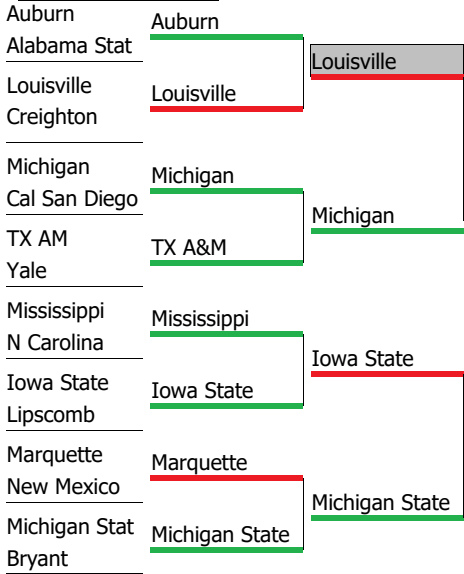 Auburn
Alabama Stat
Louisville
Creighton
Michigan
Cal San Diego
TX AM
Yale
Mississippi
N Carolina
Iowa State
Lipscomb
Marquette
New Mexico
Michigan Stat
Bryant
Auburn
Louisville
Michigan
TX A&M
Mississippi
Iowa State
Marquette
Michigan State
Louisville
Michigan
Iowa State
Michigan State